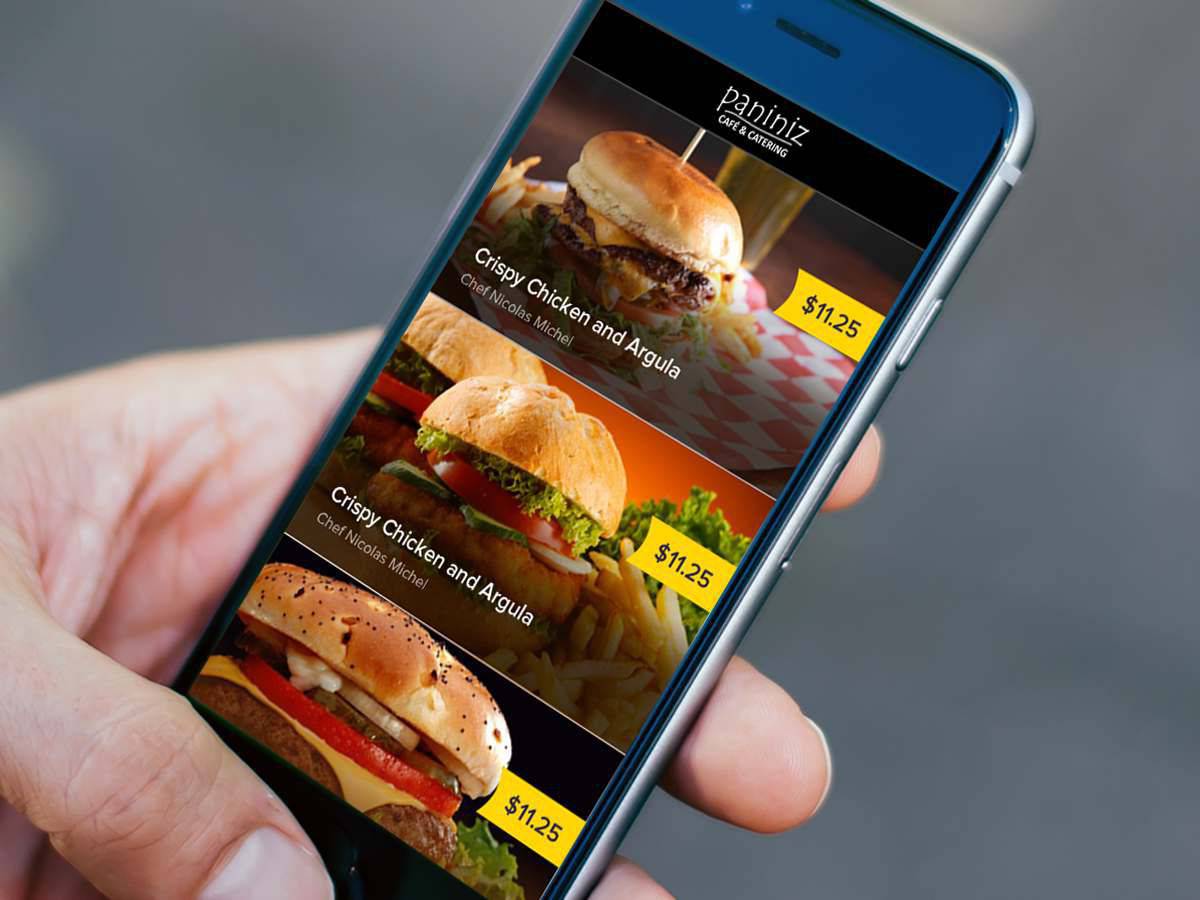 paniniz
CAFÉ & CATERING
Crispy Chicken and Argula
Chef Nicolas Michel
$11.25
Crispy Chicken and Argula
Chef Nicolas Michel
$11.25
$11.25